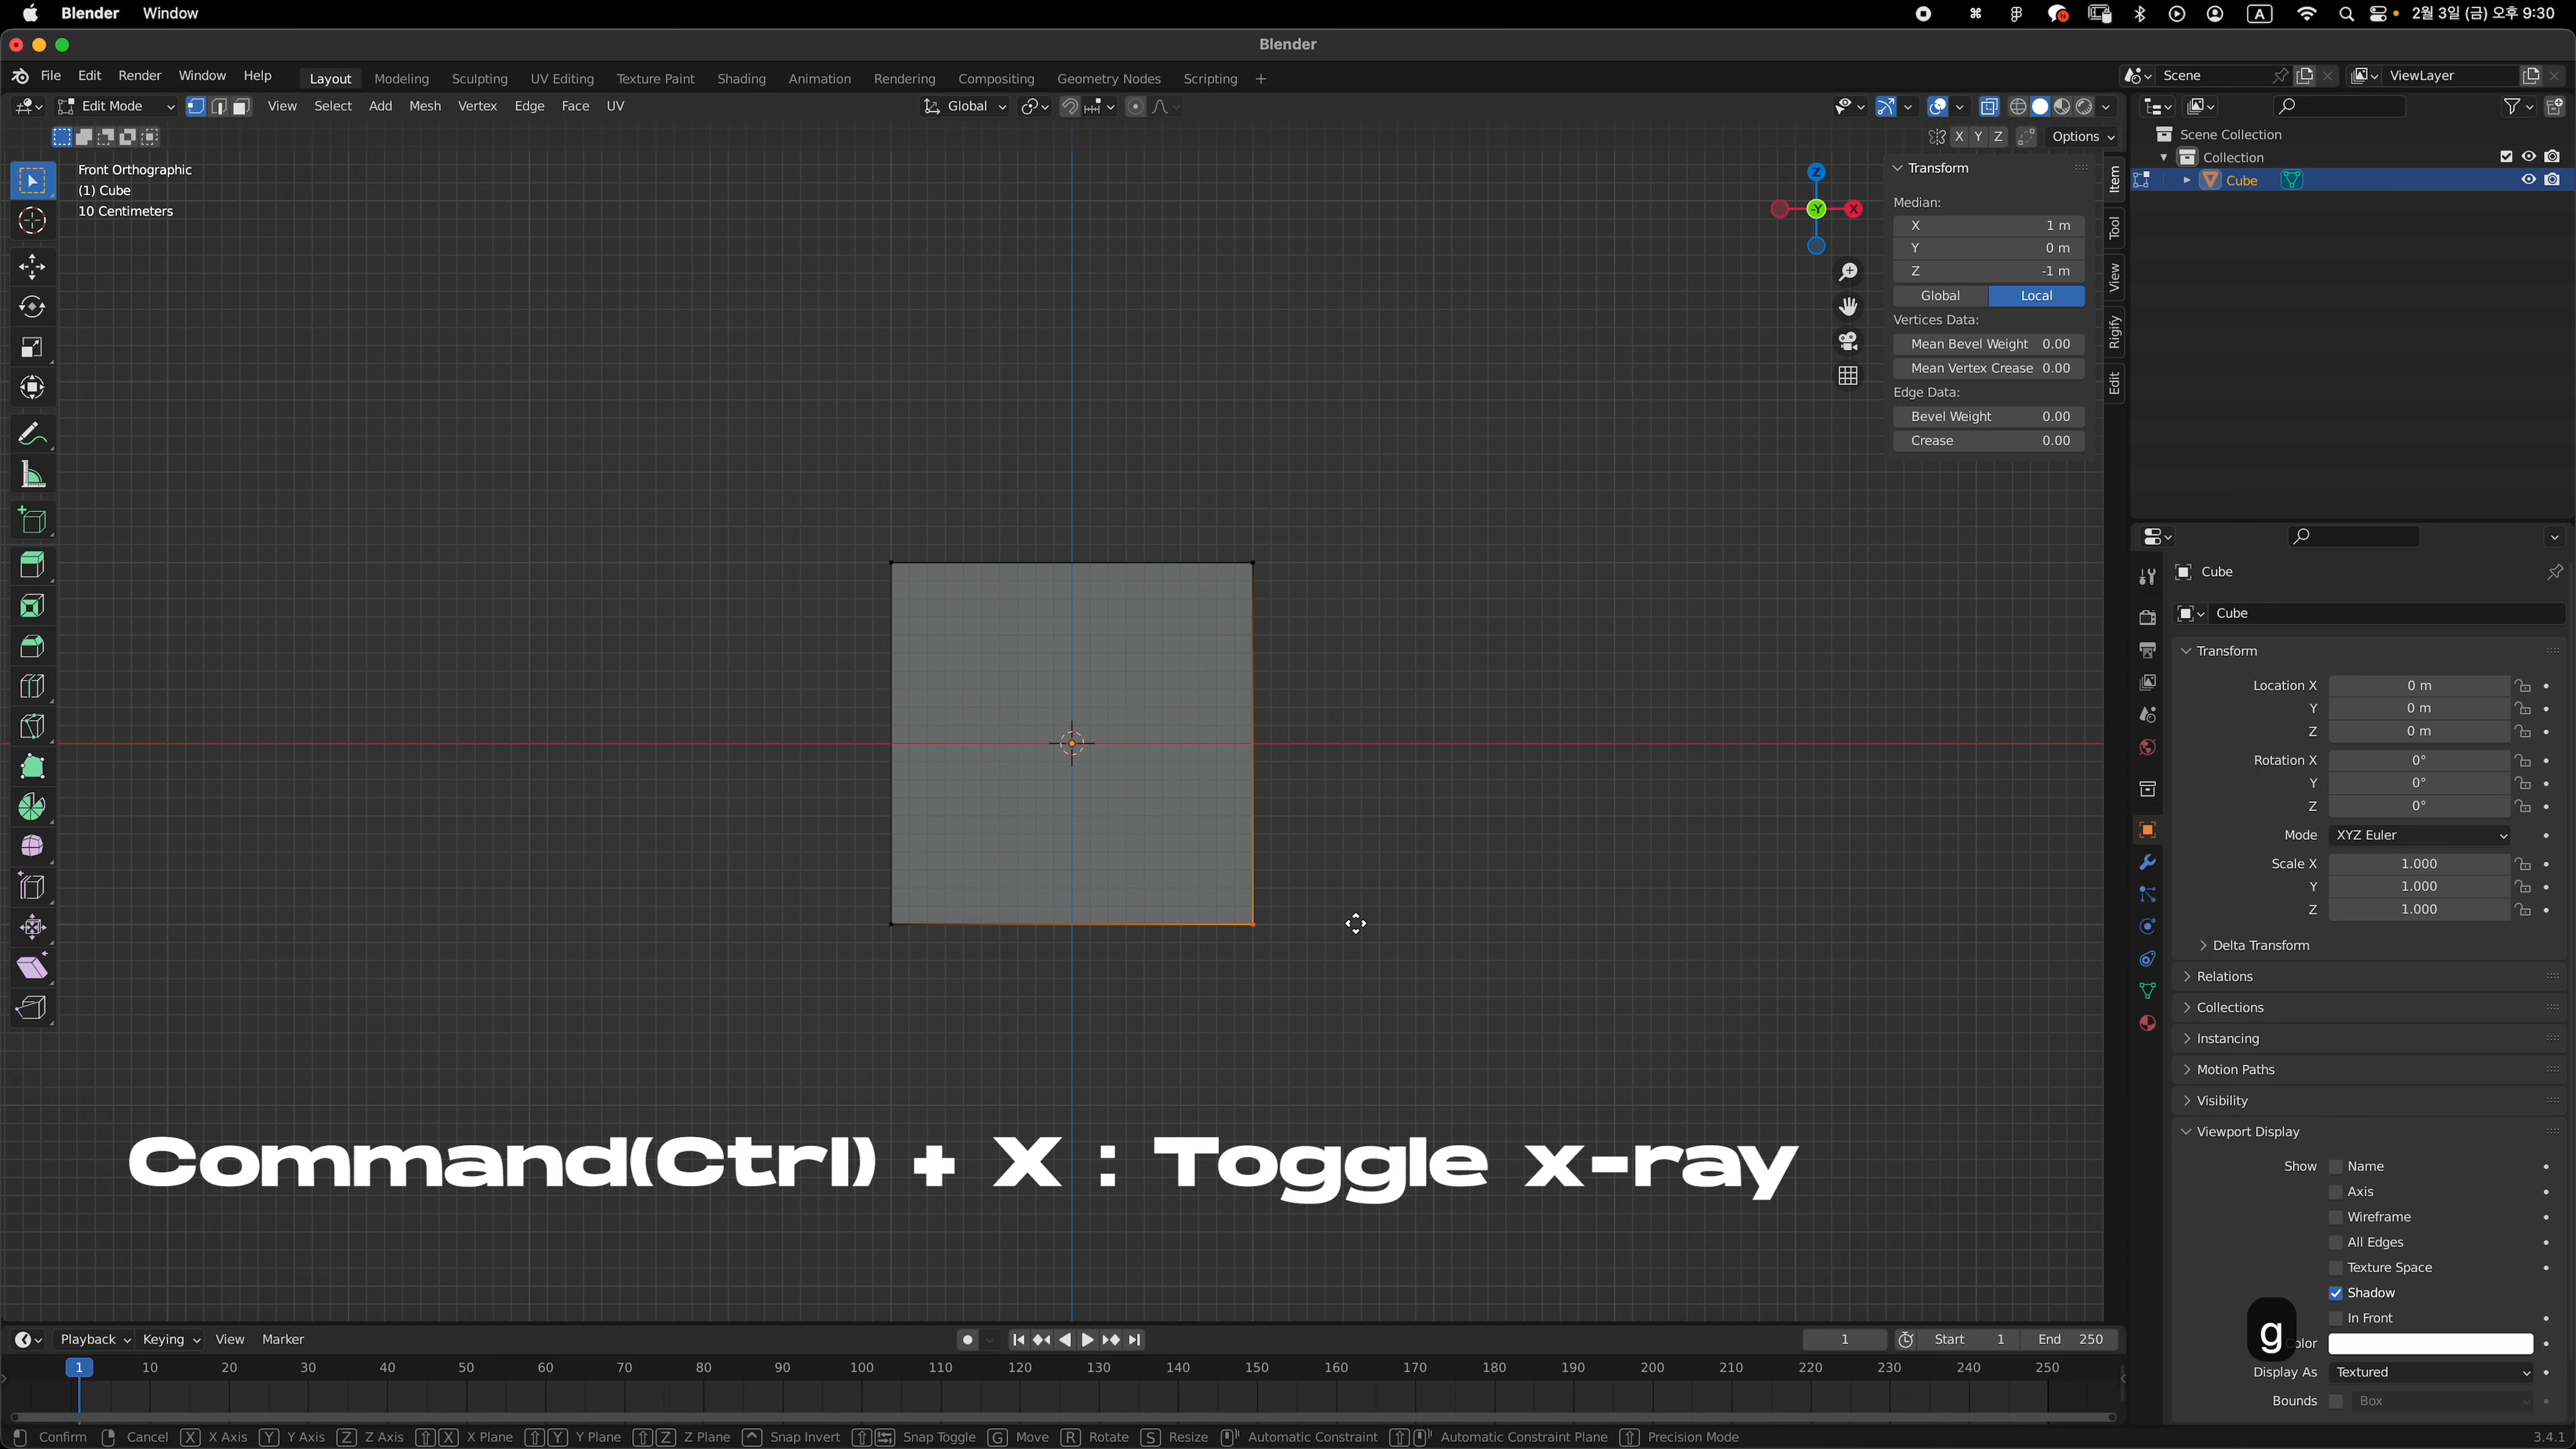 Blender Window
A 2월 3일 (금) 오후 9:30
Blender
File Edit Render Window Help Layout Modeling Sculpting UV Editing Texture Paint Shading Animation Rendering Compositing Geometry Nodes Scripting + Scene ViewLayer
Edit Mode View Select Add Mesh Vertex Edge Face UV Global
X Y Z Options
Front Orthographic
(1) Cube
10 Centimeters
Z
-Y X
Transform
Median:
X 1 m
Y 0 m
Z -1 m
Global Local
Vertices Data:
Mean Bevel Weight 0.00
Mean Vertex Crease 0.00
Edge Data:
Bevel Weight 0.00
Crease 0.00
Item
Tool
View
Rigify
Edit
Scene Collection
Collection
Cube
Cube
Cube
Transform
Location X 0 m
Y 0 m
Z 0 m
Rotation X 0°
Y 0°
Z 0°
Mode XYZ Euler
Scale X 1.000
Y 1.000
Z 1.000
Delta Transform
Relations
Collections
Instancing
Motion Paths
Visibility
Viewport Display
Show Name
Axis
Wireframe
All Edges
Texture Space
Shadow
In Front
g olor
Display As Textured
Bounds Box
Command(Ctrl) + X : Toggle x-ray
Playback Keying View Marker 1 Start 1 End 250
1 10 20 30 40 50 60 70 80 90 100 110 120 130 140 150 160 170 180 190 200 210 220 230 240 250
Confirm Cancel X X Axis Y Y Axis Z Z Axis X X Plane Y Y Plane Z Z Plane Snap Invert Snap Toggle G Move R Rotate S Resize Automatic Constraint Automatic Constraint Plane Precision Mode 3.4.1